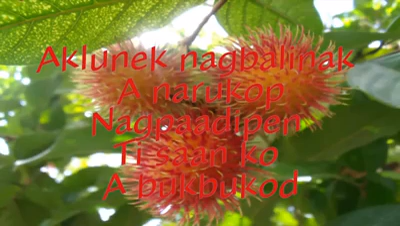 Aklunek nagbalinak
A narukop
Nagpaadipen
Ti saan ko
A bukbukod